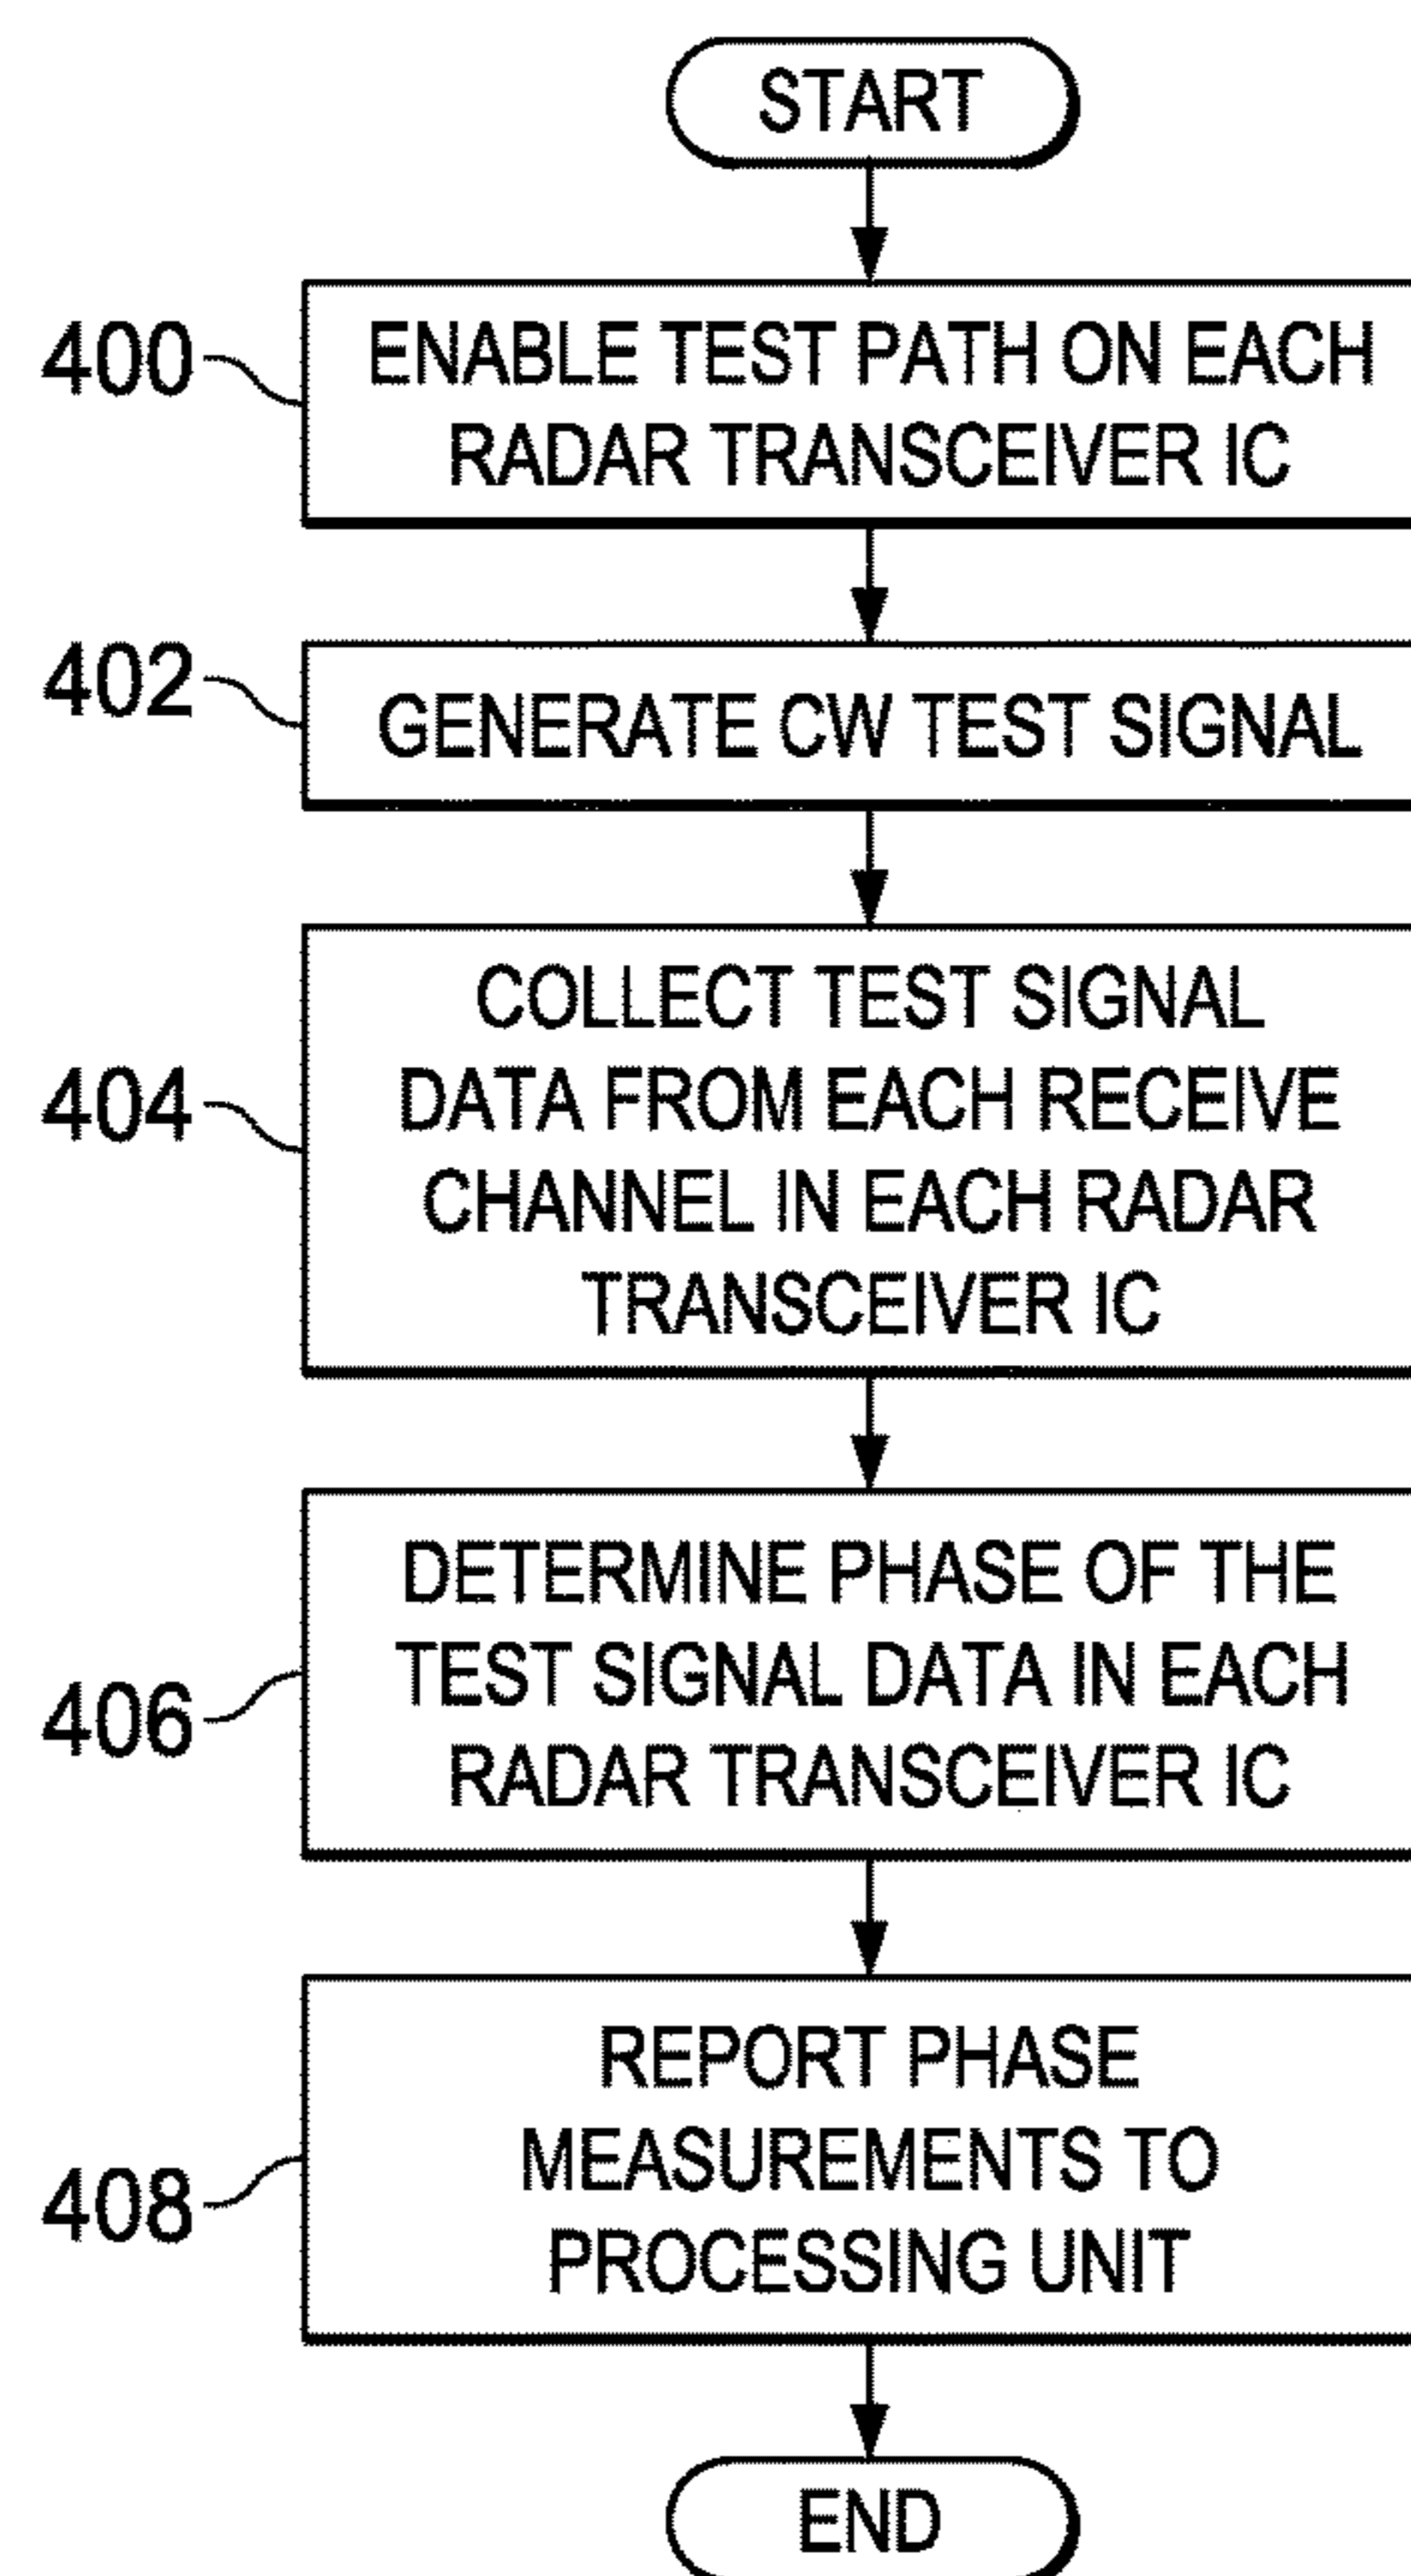 START
400
ENABLE TEST PATH ON EACH
RADAR TRANSCEIVER IC
402
GENERATE CW TEST SIGNAL
404
COLLECT TEST SIGNAL
DATA FROM EACH RECEIVE
CHANNEL IN EACH RADAR
TRANSCEIVER IC
406
DETERMINE PHASE OF THE
TEST SIGNAL DATA IN EACH
RADAR TRANSCEIVER IC
408
REPORT PHASE
MEASUREMENTS TO
PROCESSING UNIT
END